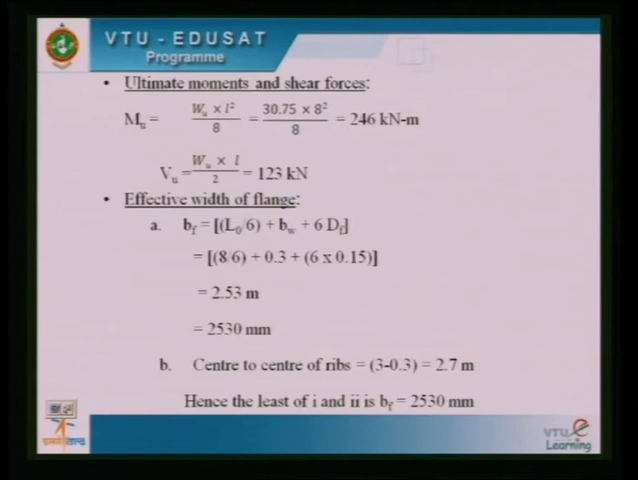 VTU - EDUSAT
Programme
• Ultimate moments and shear forces:
Mu = Wu × l² / 8 = 30.75 × 8² / 8 = 246 kN-m
Vu = Wu × l / 2 = 123 kN
• Effective width of flange:
a. bf = [(L0/6) + bw + 6 Df]
= [(8/6) + 0.3 + (6 x 0.15)]
= 2.53 m
= 2530 mm
b. Centre to centre of ribs = (3-0.3) = 2.7 m
Hence the least of i and ii is bf = 2530 mm
VTU e
Learning